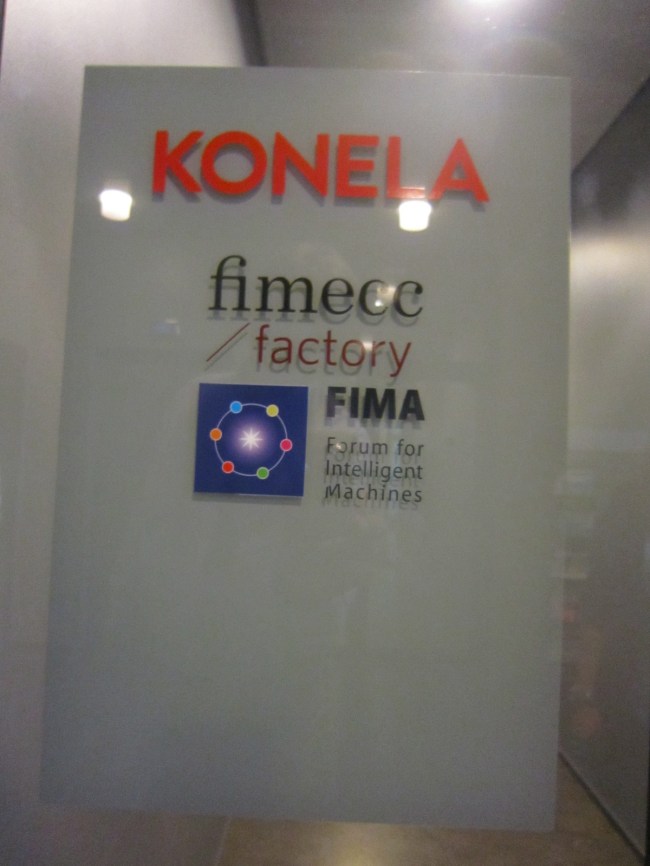 KONELA
fimecc
/factory
FIMA
Forum for
Intelligent
Machines